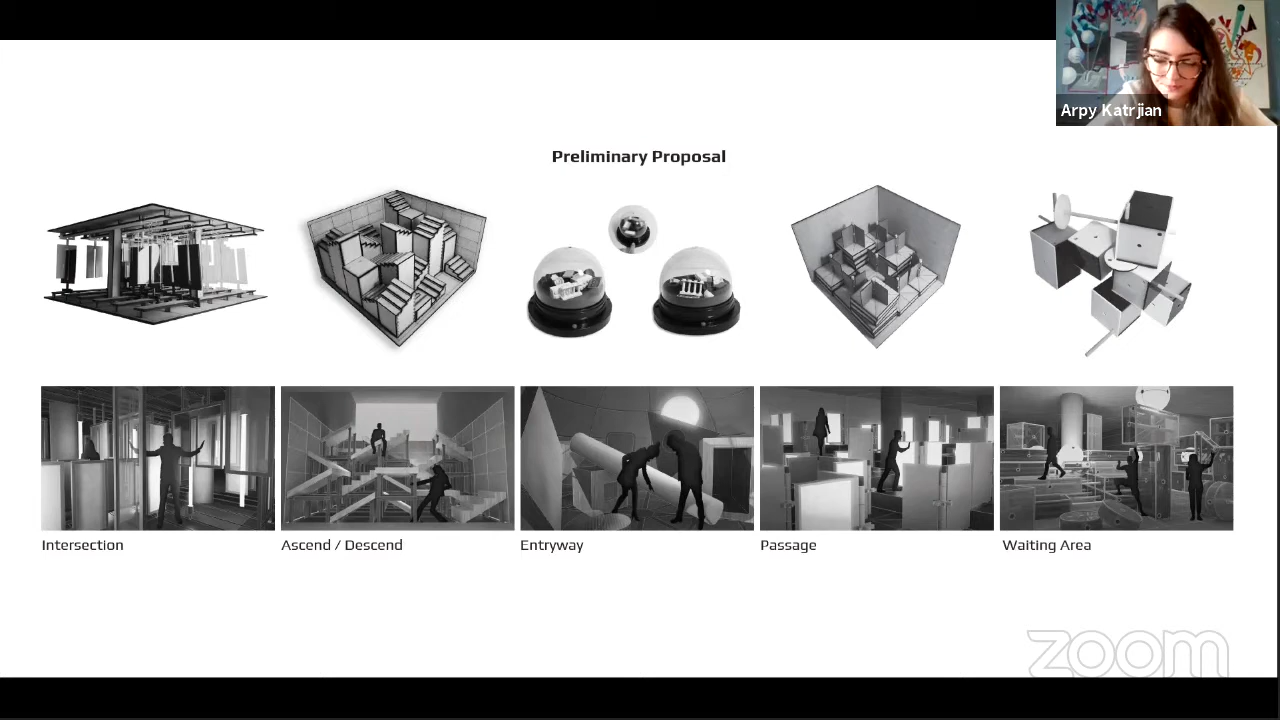 Arpy Katrjian
Preliminary Proposal
Intersection
Ascend / Descend
Entryway
Passage
Waiting Area
zoom